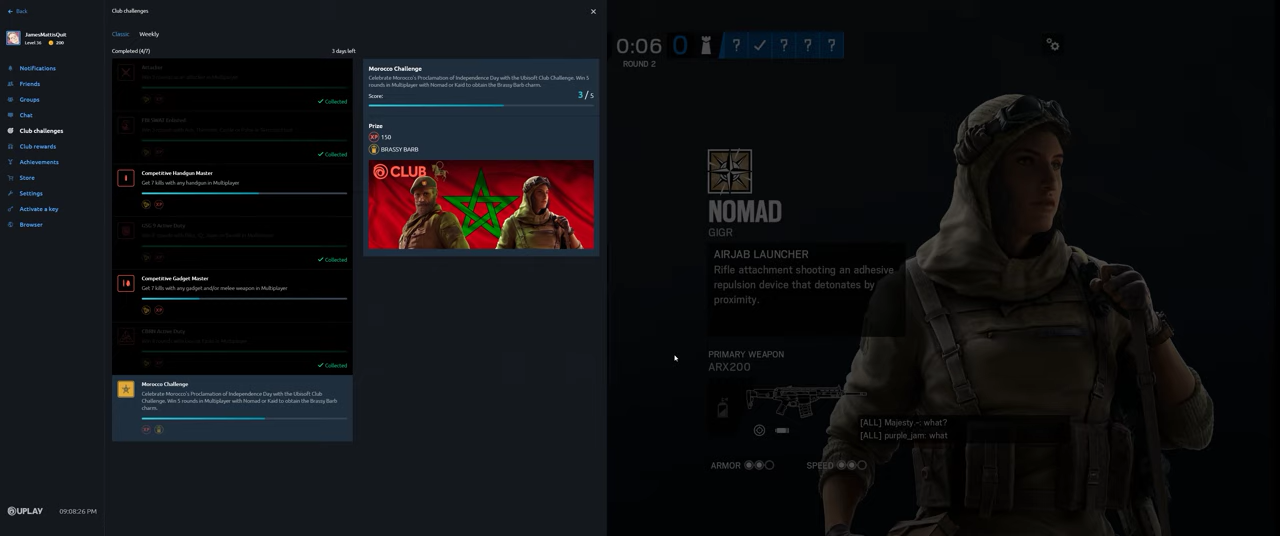 Back
JamesMattisQuit
Level 36 200
Notifications
Friends
Groups
Chat
Club challenges
Club rewards
Achievements
Store
Settings
Activate a key
Browser
UPLAY 09:08:26 PM
Club challenges
Classic Weekly
Completed (4/7) 3 days left
Collected
Collected
Competitive Handgun Master
Get 7 kills with any handgun in Multiplayer
Collected
Competitive Gadget Master
Get 7 kills with any gadget and/or melee weapon in Multiplayer
Collected
Morocco Challenge
Celebrate Morocco's Proclamation of Independence Day with the Ubisoft Club
Challenge. Win 5 rounds in Multiplayer with Nomad or Kaid to obtain the Brassy Barb
charm.
Morocco Challenge
Celebrate Morocco's Proclamation of Independence Day with the Ubisoft Club Challenge. Win 5
rounds in Multiplayer with Nomad or Kaid to obtain the Brassy Barb charm.
Score: 3 / 5
Prize
XP 150
BRASSY BARB
CLUB
0:06 0 ? ? ? ?
ROUND 2
NOMAD
GIGR
AIRJAB LAUNCHER
Rifle attachment shooting an adhesive
repulsion device that detonates by
proximity.
PRIMARY WEAPON
ARX200
[ALL] Majesty.-: what?
[ALL] purple_jam: what
ARMOR SPEED